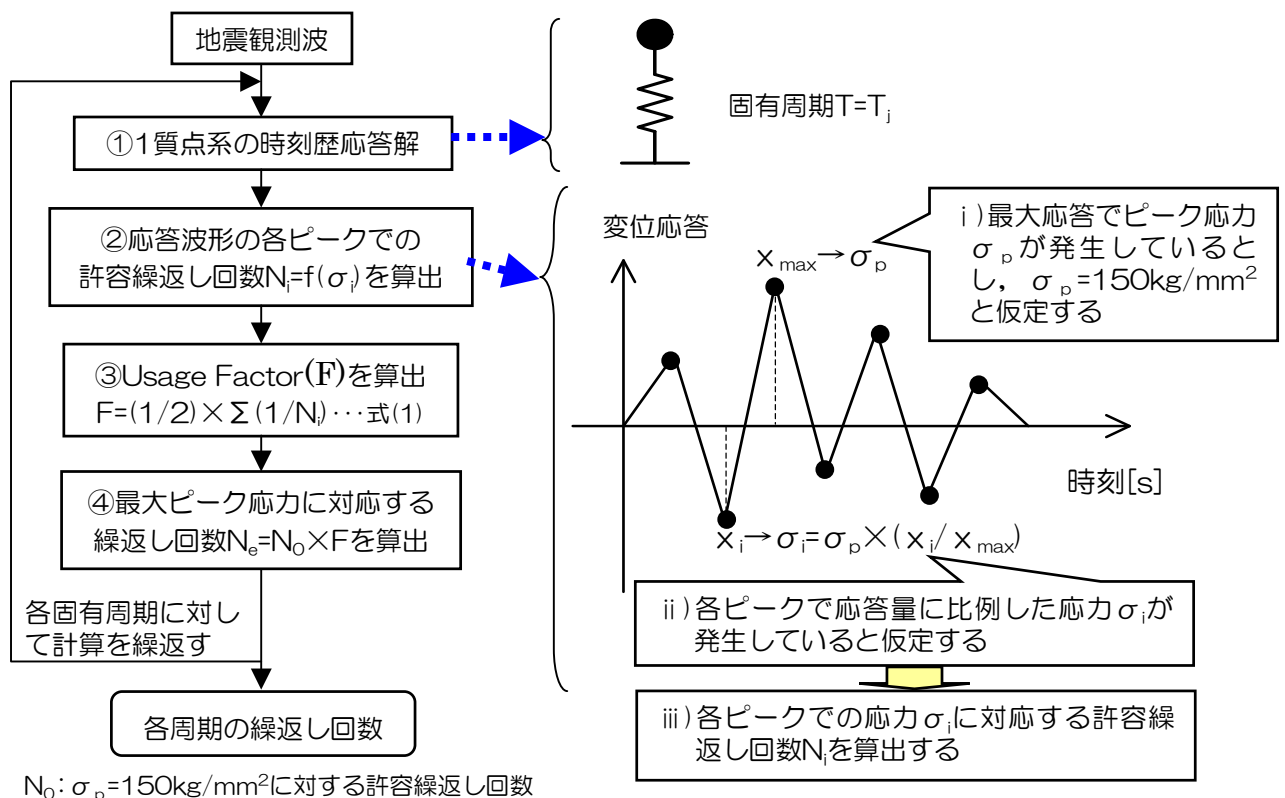 地震観測波
①1質点系の時刻歴応答解
②応答波形の各ピークでの
許容繰返し回数Nᵢ=f(σᵢ)を算出
③Usage Factor(F)を算出
F=(1/2)×Σ(1/Nᵢ)‥‥式(1)
④最大ピーク応力に対応する
繰返し回数Nₑ=N₀×Fを算出
各固有周期に対し
て計算を繰返す
各周期の繰返し回数
N₀:σₚ=150kg/mm²に対する許容繰返し回数
固有周期T=Tⱼ
変位応答
x max→σₚ
ⅰ)最大応答でピーク応力
σₚが発生していると
し,σₚ=150kg/mm²
と仮定する
時刻[s]
xᵢ→σᵢ=σₚ×(xᵢ/x max)
ⅱ)各ピークで応答量に比例した応力σᵢが
発生していると仮定する
ⅲ)各ピークでの応力σᵢに対応する許容繰
返し回数Nᵢを算出する